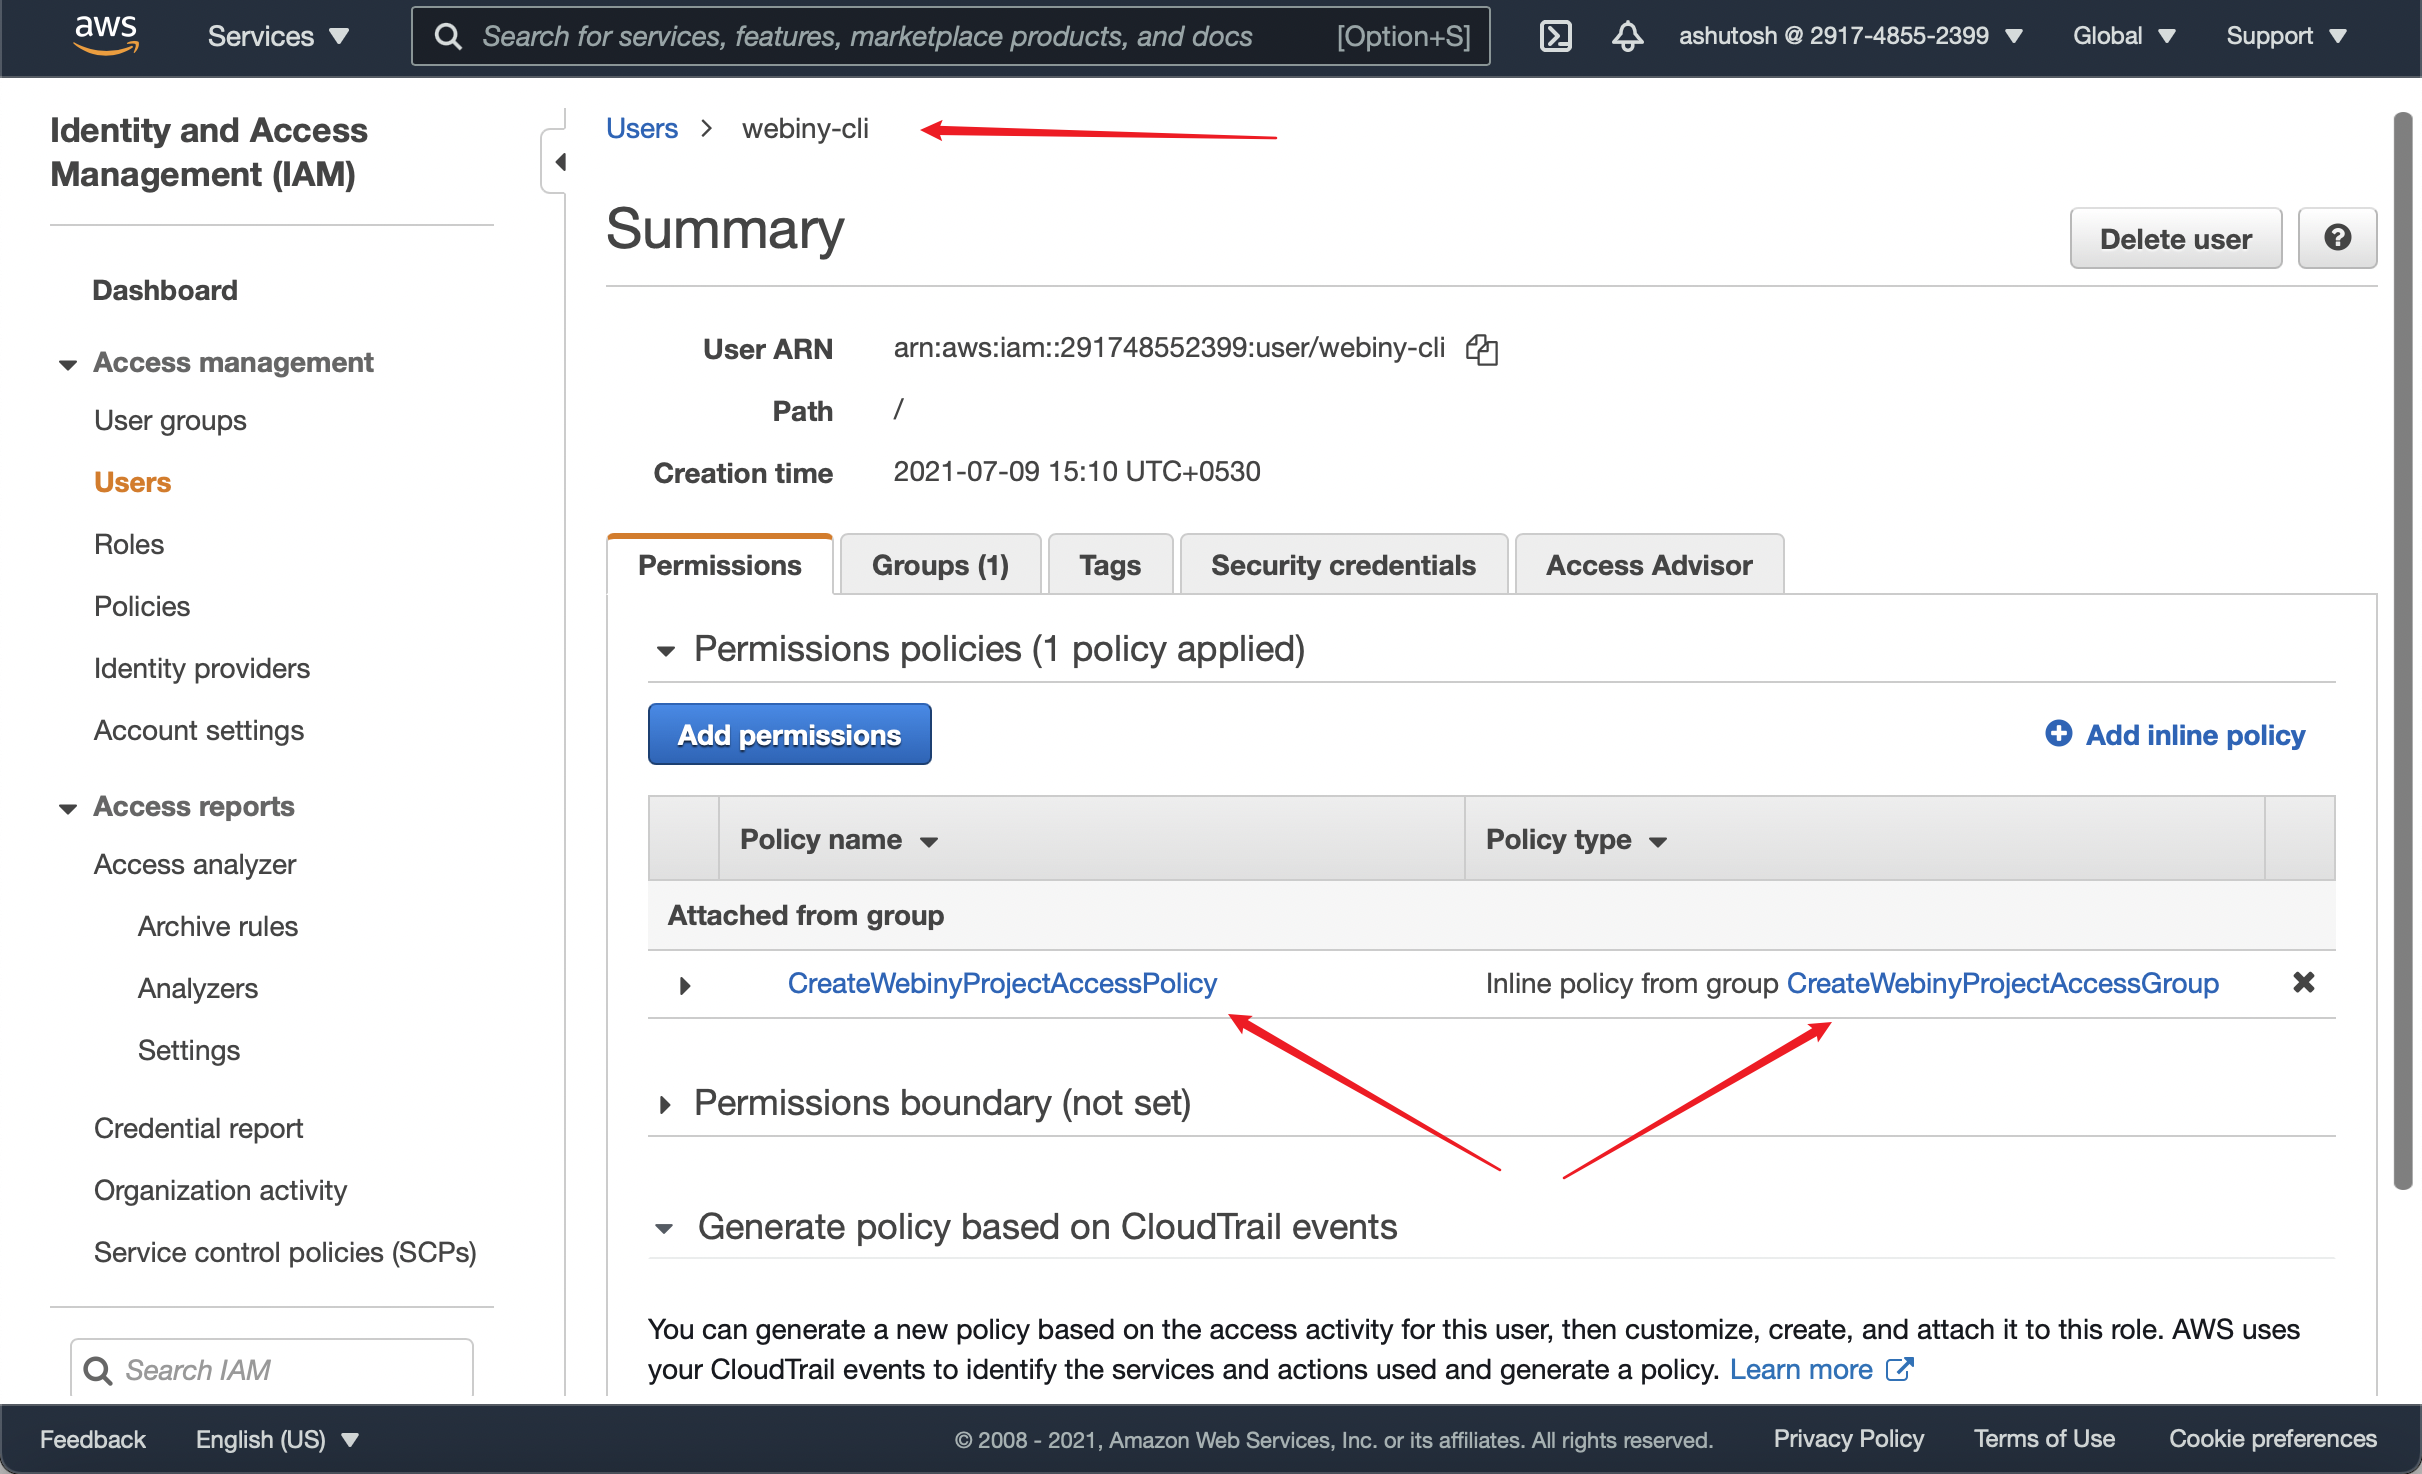 aws
Services
Search for services, features, marketplace products, and docs [Option+S]
ashutosh @ 2917-4855-2399
Global
Support
Identity and Access
Management (IAM)
Dashboard
Access management
User groups
Users
Roles
Policies
Identity providers
Account settings
Access reports
Access analyzer
Archive rules
Analyzers
Settings
Credential report
Organization activity
Service control policies (SCPs)
Search IAM
Users > webiny-cli
Summary
Delete user
?
User ARN arn:aws:iam::291748552399:user/webiny-cli
Path /
Creation time 2021-07-09 15:10 UTC+0530
Permissions
Groups (1)
Tags
Security credentials
Access Advisor
Permissions policies (1 policy applied)
Add permissions
Add inline policy
Policy name
Policy type
Attached from group
CreateWebinyProjectAccessPolicy
Inline policy from group CreateWebinyProjectAccessGroup
Permissions boundary (not set)
Generate policy based on CloudTrail events
You can generate a new policy based on the access activity for this user, then customize, create, and attach it to this role. AWS uses
your CloudTrail events to identify the services and actions used and generate a policy. Learn more
Feedback
English (US)
© 2008 - 2021, Amazon Web Services, Inc. or its affiliates. All rights reserved.
Privacy Policy
Terms of Use
Cookie preferences